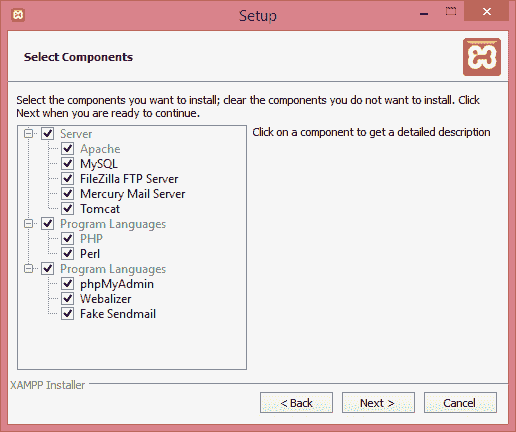 Setup
Select Components
Select the components you want to install; clear the components you do not want to install. Click
Next when you are ready to continue.
Server
Apache
MySQL
FileZilla FTP Server
Mercury Mail Server
Tomcat
Program Languages
PHP
Perl
Program Languages
phpMyAdmin
Webalizer
Fake Sendmail
Click on a component to get a detailed description
XAMPP Installer
< Back
Next >
Cancel